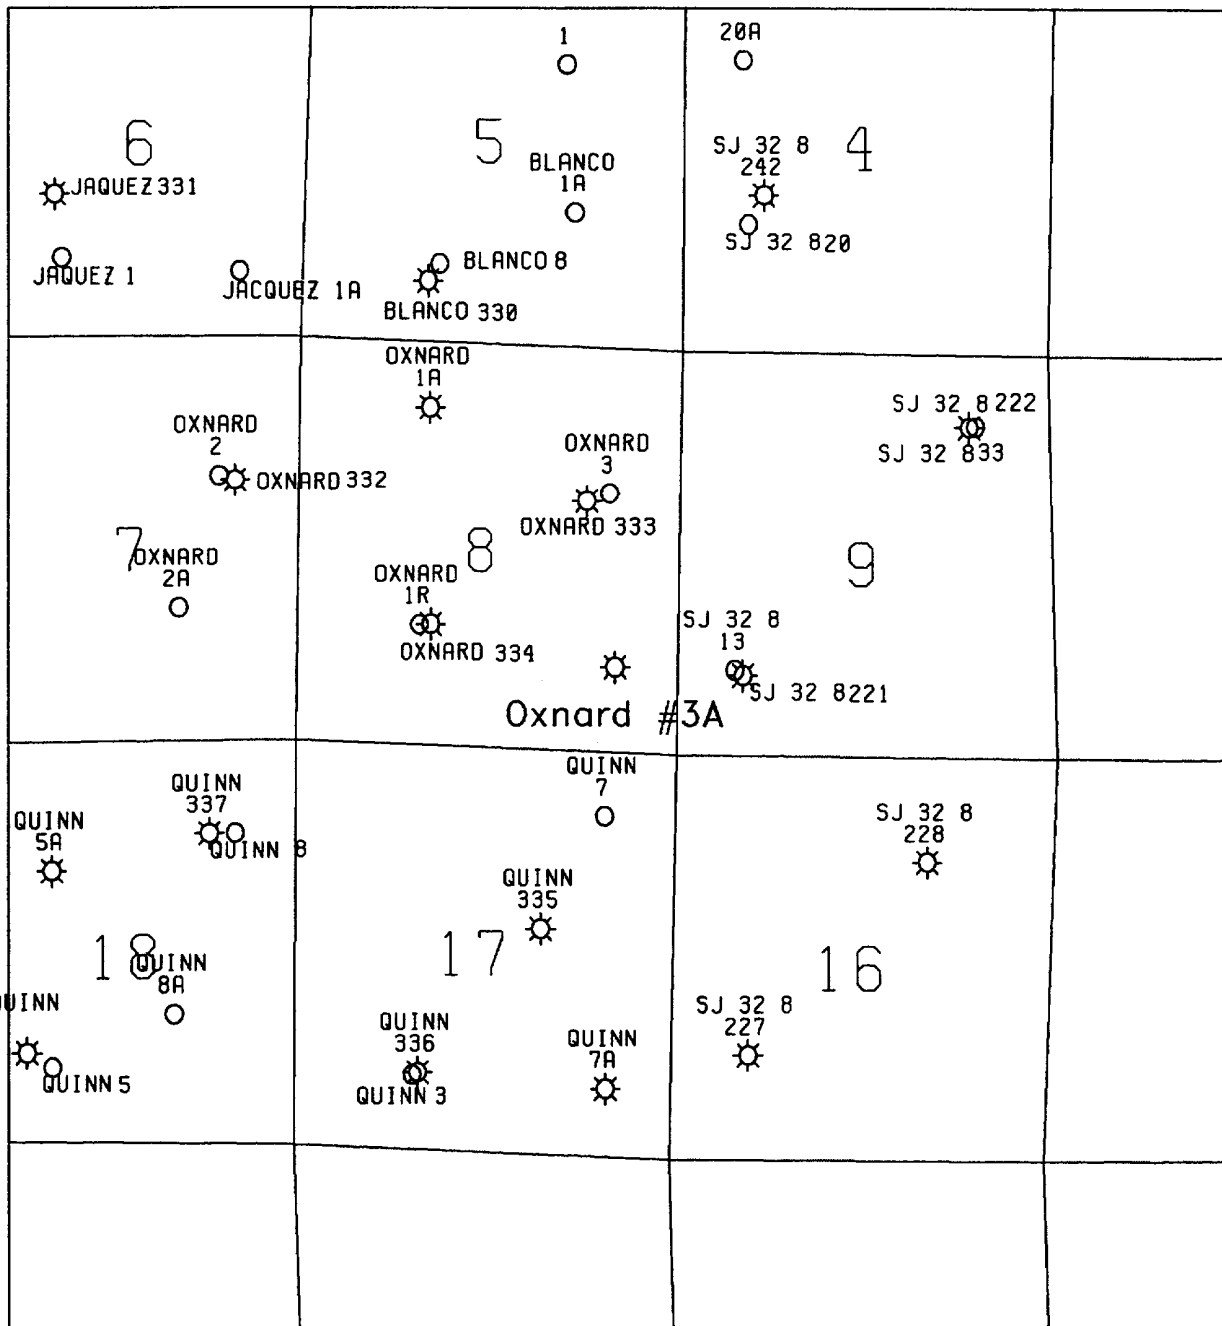 1
20A
6
5
4
SJ 32 8
242
BLANCO
1A
JAQUEZ 331
SJ 32 820
JAQUEZ 1
JACQUEZ 1A
BLANCO 8
BLANCO 330
OXNARD
1A
OXNARD
2
OXNARD 332
OXNARD
3
OXNARD 333
SJ 32 8 222
SJ 32 833
7
8
9
OXNARD
2A
OXNARD
1R
OXNARD 334
SJ 32 8
13
SJ 32 8221
Oxnard #3A
QUINN
337
QUINN 8
QUINN
5A
QUINN
7
SJ 32 8
228
QUINN
335
18
17
16
QUINN
8A
QUINN
QUINN 5
QUINN
336
QUINN 3
QUINN
7A
SJ 32 8
227